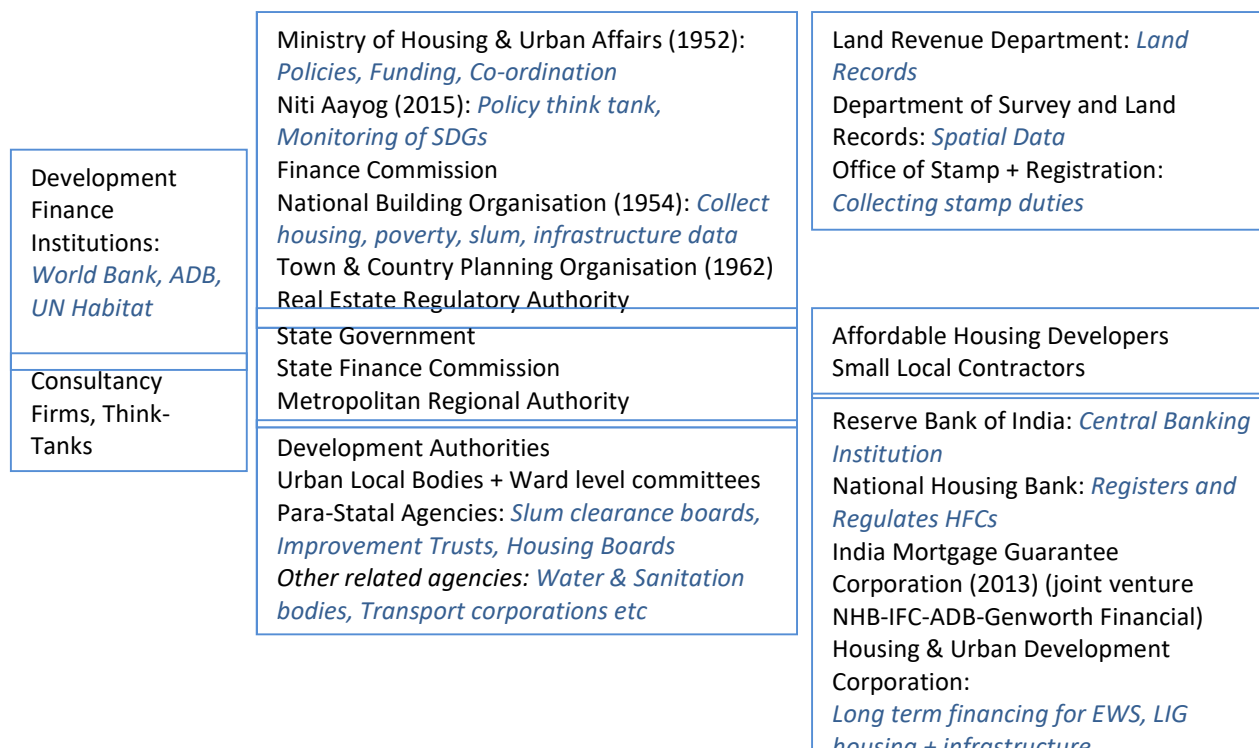 Development
Finance
Institutions:
World Bank, ADB,
UN Habitat
Consultancy
Firms, Think-
Tanks
Ministry of Housing & Urban Affairs (1952):
Policies, Funding, Co-ordination
Niti Aayog (2015): Policy think tank,
Monitoring of SDGs
Finance Commission
National Building Organisation (1954): Collect
housing, poverty, slum, infrastructure data
Town & Country Planning Organisation (1962)
Real Estate Regulatory Authority
State Government
State Finance Commission
Metropolitan Regional Authority
Development Authorities
Urban Local Bodies + Ward level committees
Para-Statal Agencies: Slum clearance boards,
Improvement Trusts, Housing Boards
Other related agencies: Water & Sanitation
bodies, Transport corporations etc
Land Revenue Department: Land
Records
Department of Survey and Land
Records: Spatial Data
Office of Stamp + Registration:
Collecting stamp duties
Affordable Housing Developers
Small Local Contractors
Reserve Bank of India: Central Banking
Institution
National Housing Bank: Registers and
Regulates HFCs
India Mortgage Guarantee
Corporation (2013) (joint venture
NHB-IFC-ADB-Genworth Financial)
Housing & Urban Development
Corporation:
Long term financing for EWS, LIG
housing + infrastructure